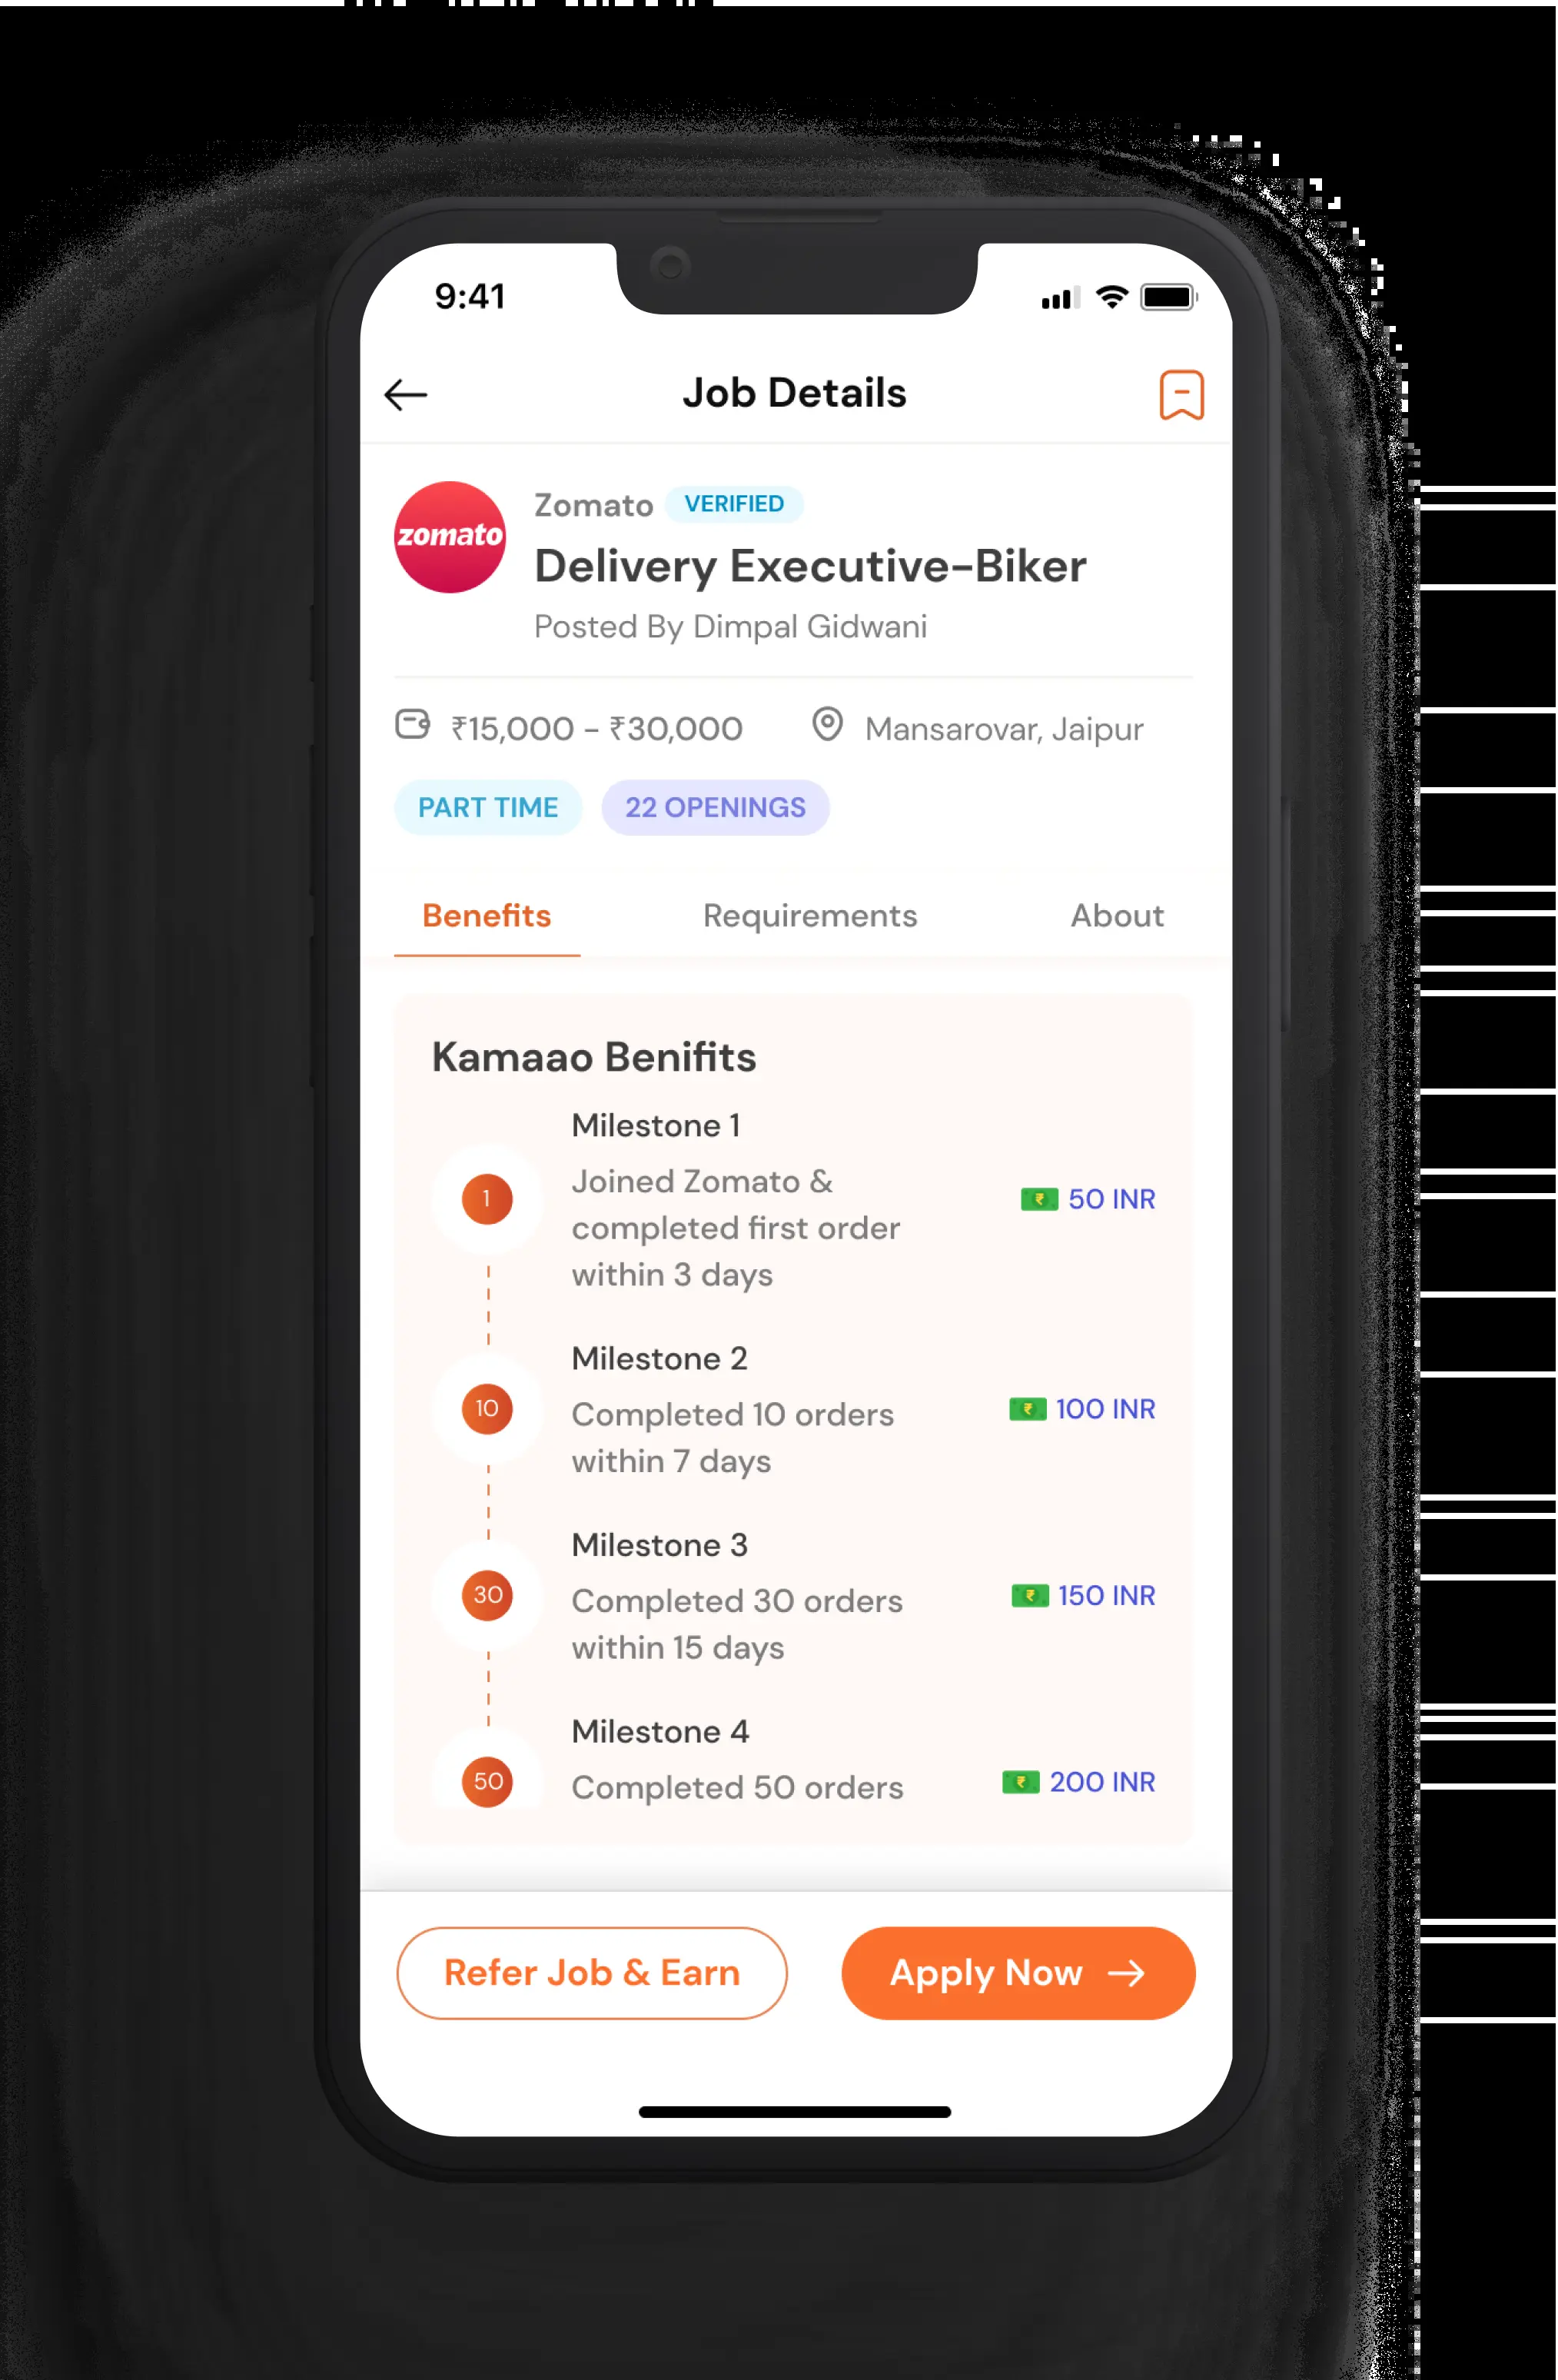 9:41
Job Details
zomato
Zomato VERIFIED
Delivery Executive-Biker
Posted By Dimpal Gidwani
₹15,000 - ₹30,000 Mansarovar, Jaipur
PART TIME 22 OPENINGS
Benefits Requirements About
Kamaao Benifits
Milestone 1
Joined Zomato &
1 50 INR
completed first order
within 3 days
Milestone 2
10 Completed 10 orders 100 INR
within 7 days
Milestone 3
30 Completed 30 orders 150 INR
within 15 days
Milestone 4
50 Completed 50 orders 200 INR
Refer Job & Earn Apply Now